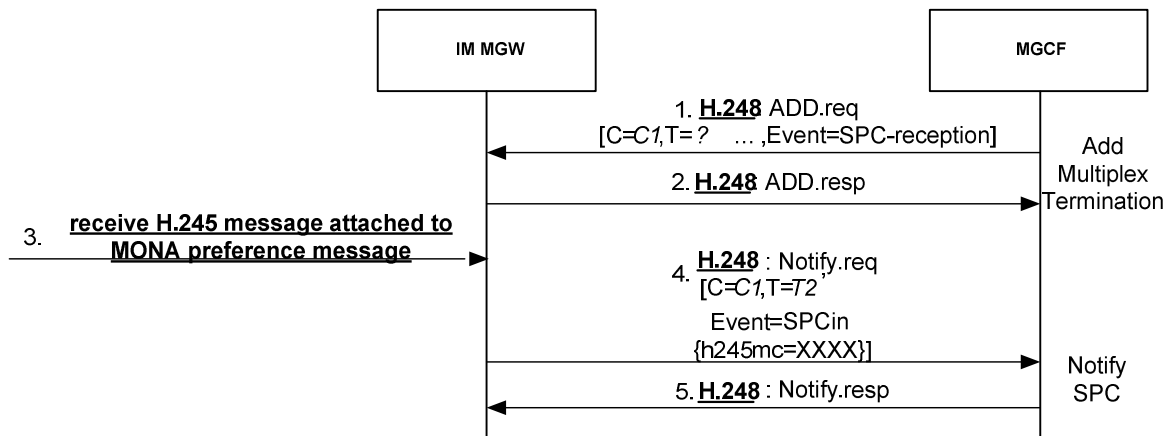 IM MGW
MGCF
1. H.248 ADD.req
[C=C1,T= ? ... ,Event=SPC-reception]
Add
Multiplex
Termination
2. H.248: ADD.resp
3. receive H.245 message attached to
MONA preference message
4. H.248 : Notify.req
[C=C1,T=T2 ,
Event=SPCin
{h245mc=XXXX}]
Notify
SPC
5. H.248 : Notify.resp